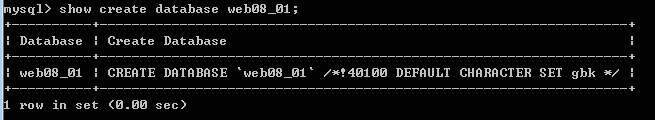 mysql> show create database web08_01;
+----------+--------------------------------------------------------------+
| Database | Create Database                                              |
+----------+--------------------------------------------------------------+
| web08_01 | CREATE DATABASE `web08_01` /*!40100 DEFAULT CHARACTER SET gbk */ |
+----------+--------------------------------------------------------------+
1 row in set (0.00 sec)